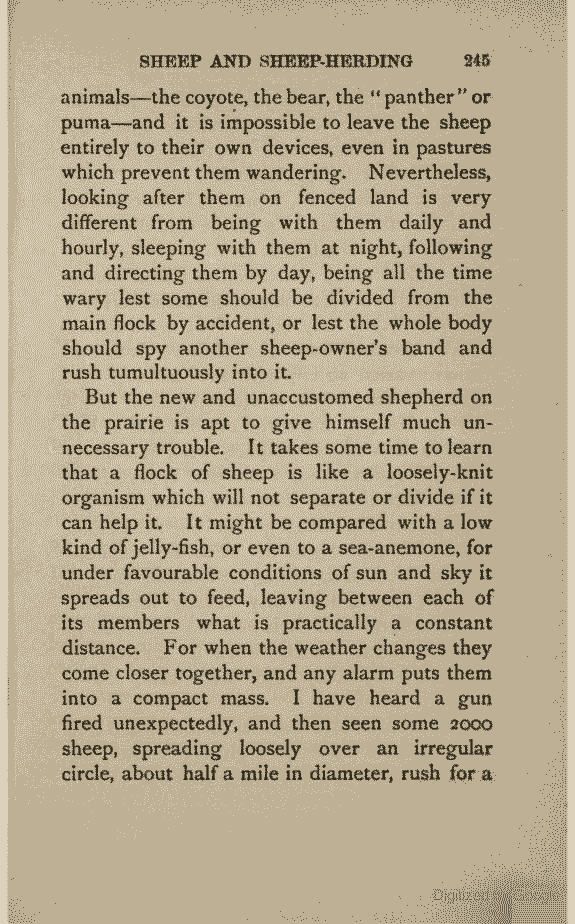 SHEEP AND SHEEP-HERDING 245
animals—the coyote, the bear, the “panther” or
puma—and it is impossible to leave the sheep
entirely to their own devices, even in pastures
which prevent them wandering. Nevertheless,
looking after them on fenced land is very
different from being with them daily and
hourly, sleeping with them at night, following
and directing them by day, being all the time
wary lest some should be divided from the
main flock by accident, or lest the whole body
should spy another sheep-owner's band and
rush tumultuously into it.
But the new and unaccustomed shepherd on
the prairie is apt to give himself much un-
necessary trouble. It takes some time to learn
that a flock of sheep is like a loosely-knit
organism which will not separate or divide if it
can help it. It might be compared with a low
kind of jelly-fish, or even to a sea-anemone, for
under favourable conditions of sun and sky it
spreads out to feed, leaving between each of
its members what is practically a constant
distance. For when the weather changes they
come closer together, and any alarm puts them
into a compact mass. I have heard a gun
fired unexpectedly, and then seen some 2000
sheep, spreading loosely over an irregular
circle, about half a mile in diameter, rush for a
Digitized by Google